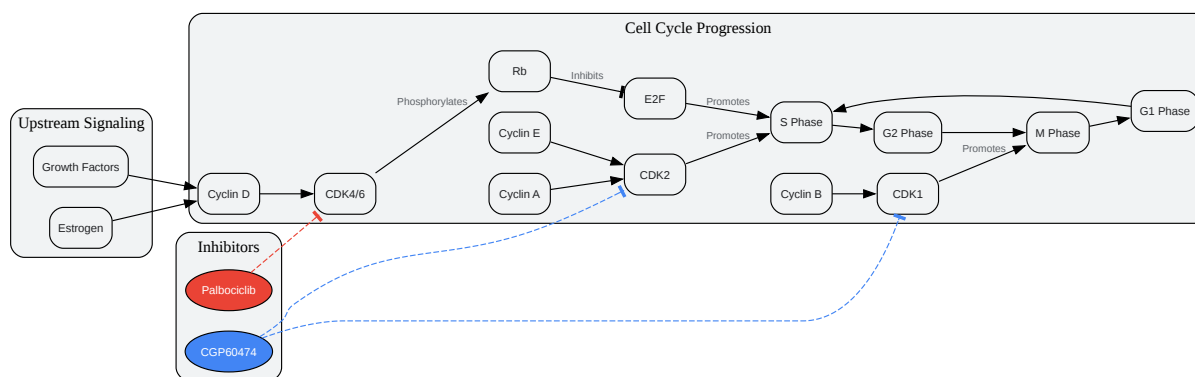 Cell Cycle Progression
Upstream Signaling
Growth Factors
Estrogen
Cyclin D
CDK4/6
Phosphorylates
Rb
Inhibits
E2F
Promotes
Cyclin E
Cyclin A
CDK2
Promotes
S Phase
G2 Phase
M Phase
G1 Phase
Promotes
Cyclin B
CDK1
Inhibitors
Palbociclib
CGP60474